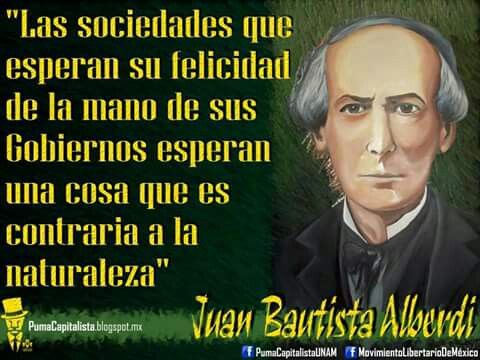 "Las sociedades que
esperan su felicidad
de la mano de sus
Gobiernos esperan
una cosa que es
contraria a la
naturaleza"
Juan Bautista Alberdi
PumaCapitalista.blogspot.mx
f PumaCapitalistaUNAM f MovimientoLibertarioDeMéxico